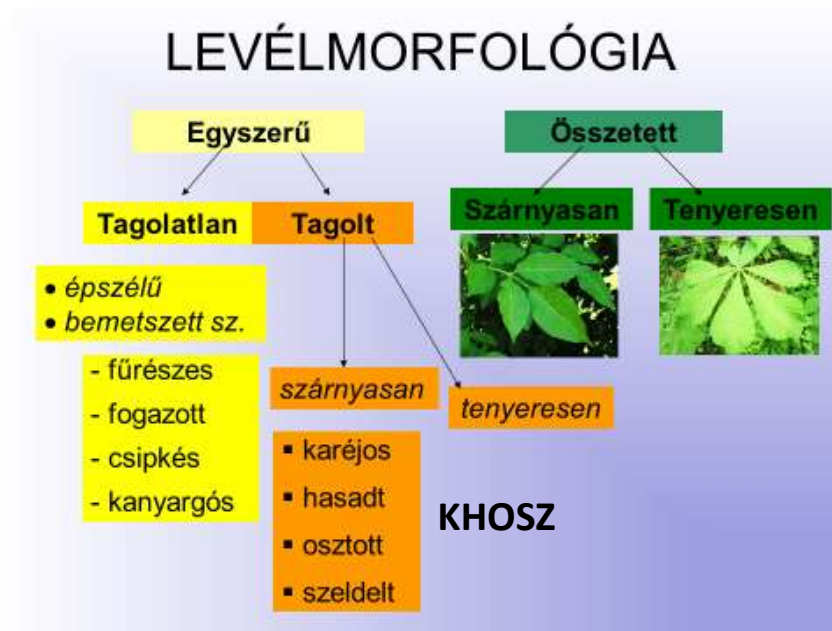 LEVÉLMORFOLÓGIA
Egyszerű
Összetett
Tagolatlan
Tagolt
Szárnyasan
Tenyeresen
• épszélű
• bemetszett sz.
- fűrészes
- fogazott
- csipkés
- kanyargós
szárnyasan
tenyeresen
▪ karéjos
▪ hasadt
▪ osztott
▪ szeldelt
KHOSZ